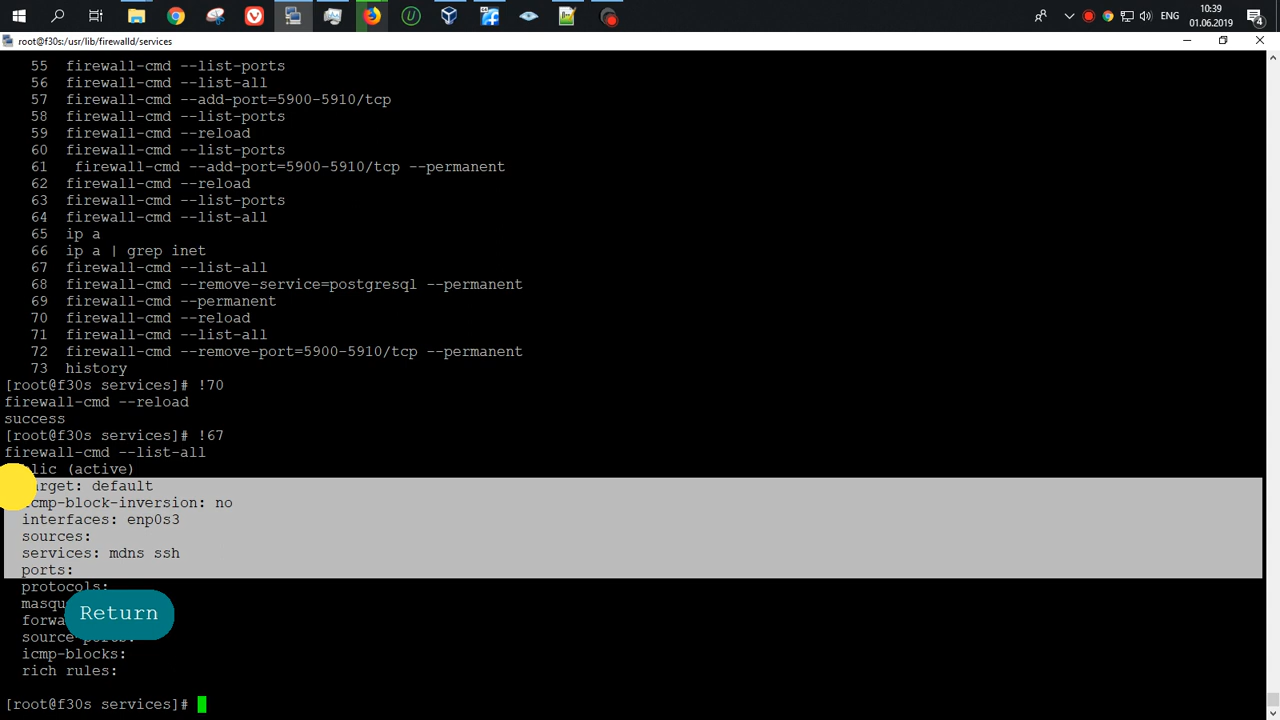 ENG
10:39
01.06.2019
4
root@f30s:/usr/lib/firewalld/services
55 firewall-cmd --list-ports
56 firewall-cmd --list-all
57 firewall-cmd --add-port=5900-5910/tcp
58 firewall-cmd --list-ports
59 firewall-cmd --reload
60 firewall-cmd --list-ports
61 firewall-cmd --add-port=5900-5910/tcp --permanent
62 firewall-cmd --reload
63 firewall-cmd --list-ports
64 firewall-cmd --list-all
65 ip a
66 ip a | grep inet
67 firewall-cmd --list-all
68 firewall-cmd --remove-service=postgresql --permanent
69 firewall-cmd --permanent
70 firewall-cmd --reload
71 firewall-cmd --list-all
72 firewall-cmd --remove-port=5900-5910/tcp --permanent
73 history
[root@f30s services]# !70
firewall-cmd --reload
success
[root@f30s services]# !67
firewall-cmd --list-all
blic (active)
target: default
icmp-block-inversion: no
interfaces: enp0s3
sources:
services: mdns ssh
ports:
protocols:
masqu
Return
forwa
source-ports:
icmp-blocks:
rich rules:
[root@f30s services]#